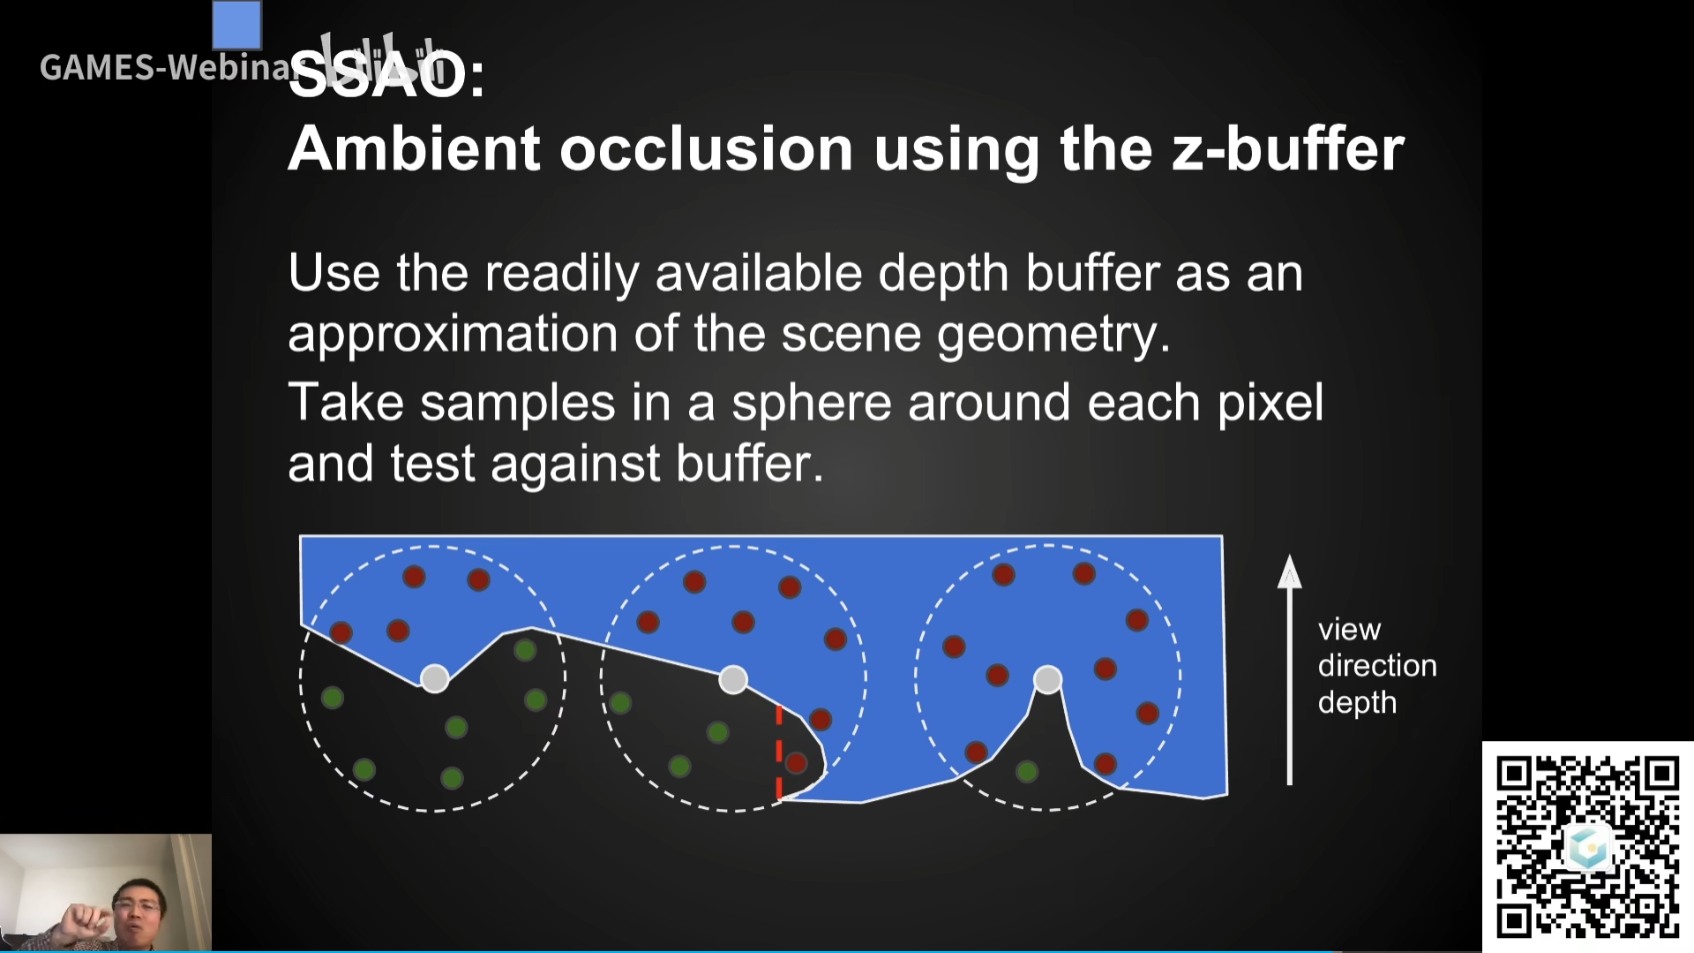 GAMES-Webinar
SSAO:
Ambient occlusion using the z-buffer
Use the readily available depth buffer as an
approximation of the scene geometry.
Take samples in a sphere around each pixel
and test against buffer.
view
direction
depth